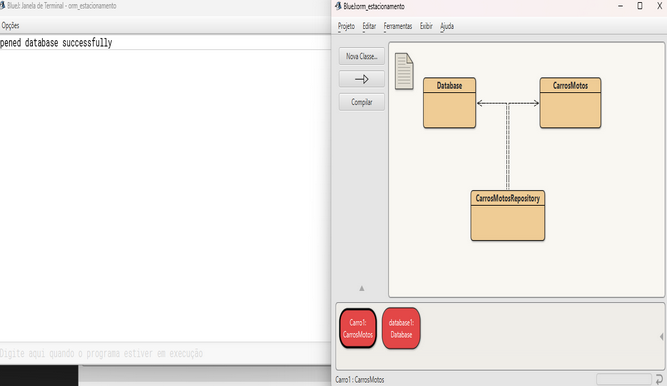 BlueJ: Janela de Terminal - orm_estacionamento
Opções
pened database successfully
Digite aqui quando o programa estiver em execução
BlueJ: orm_estacionamento
Projeto Editar Ferramentas Exibir Ajuda
Nova Classe...
Compilar
Database
CarrosMotos
CarrosMotosRepository
Carro1:
CarrosMotos
database1:
Database
Carro1 : CarrosMotos